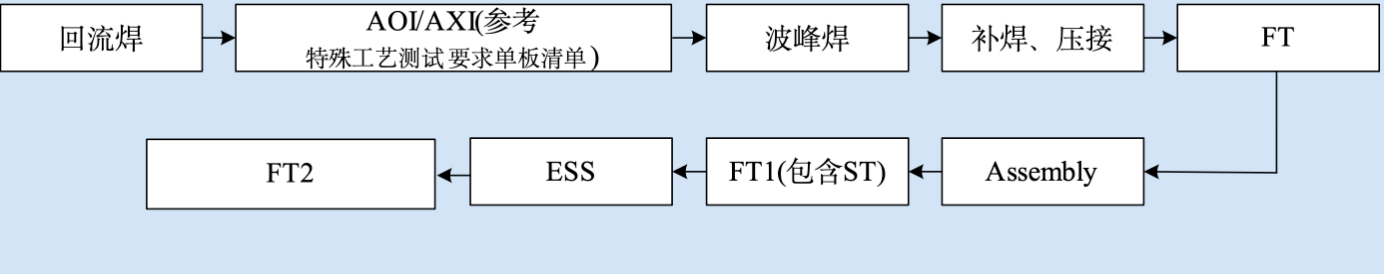 回流焊
AOI/AXI(参考
特殊工艺测试要求单板清单)
波峰焊
补焊、压接
FT
Assembly
FT1(包含ST)
ESS
FT2